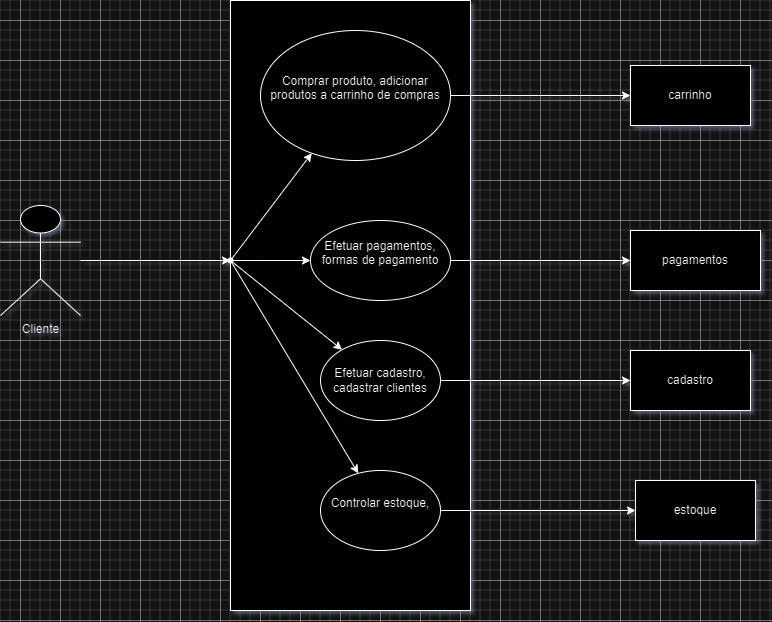 Comprar produto, adicionar
produtos a carrinho de compras
carrinho
Efetuar pagamentos,
formas de pagamento
pagamentos
Cliente
Efetuar cadastro,
cadastrar clientes
cadastro
Controlar estoque,
estoque